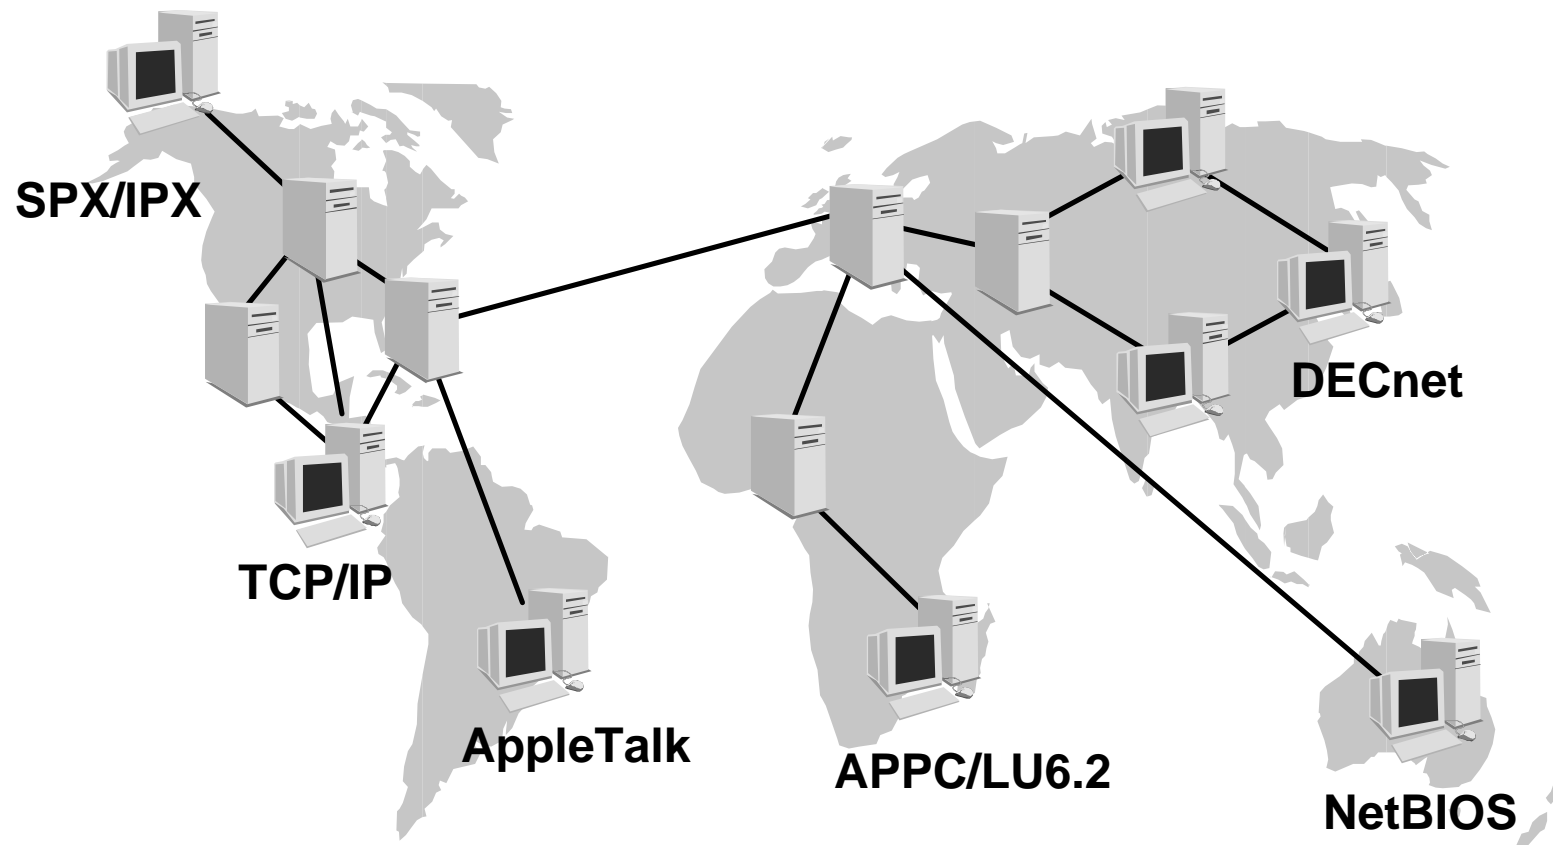 SPX/IPX
DECnet
TCP/IP
AppleTalk
APPC/LU6.2
NetBIOS